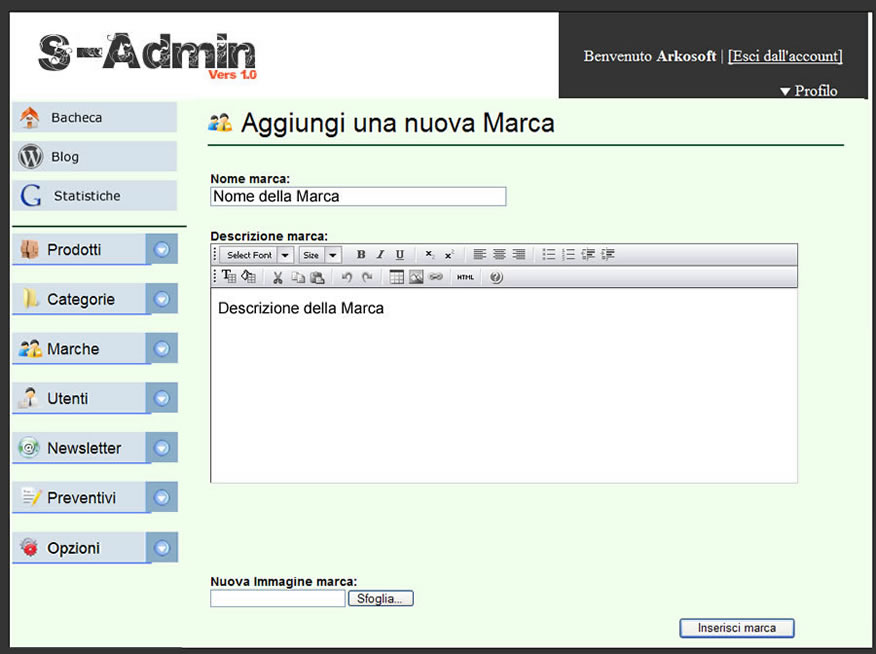 S-Admin
Vers 1.0
Benvenuto Arkosoft | [Esci dall'account]
▼ Profilo
Bacheca
Blog
Statistiche
Prodotti
Categorie
Marche
Utenti
Newsletter
Preventivi
Opzioni
Aggiungi una nuova Marca
Nome marca:
Nome della Marca
Descrizione marca:
Select Font Size B I U x₂ x²
HTML
Descrizione della Marca
Nuova Immagine marca:
Sfoglia...
Inserisci marca